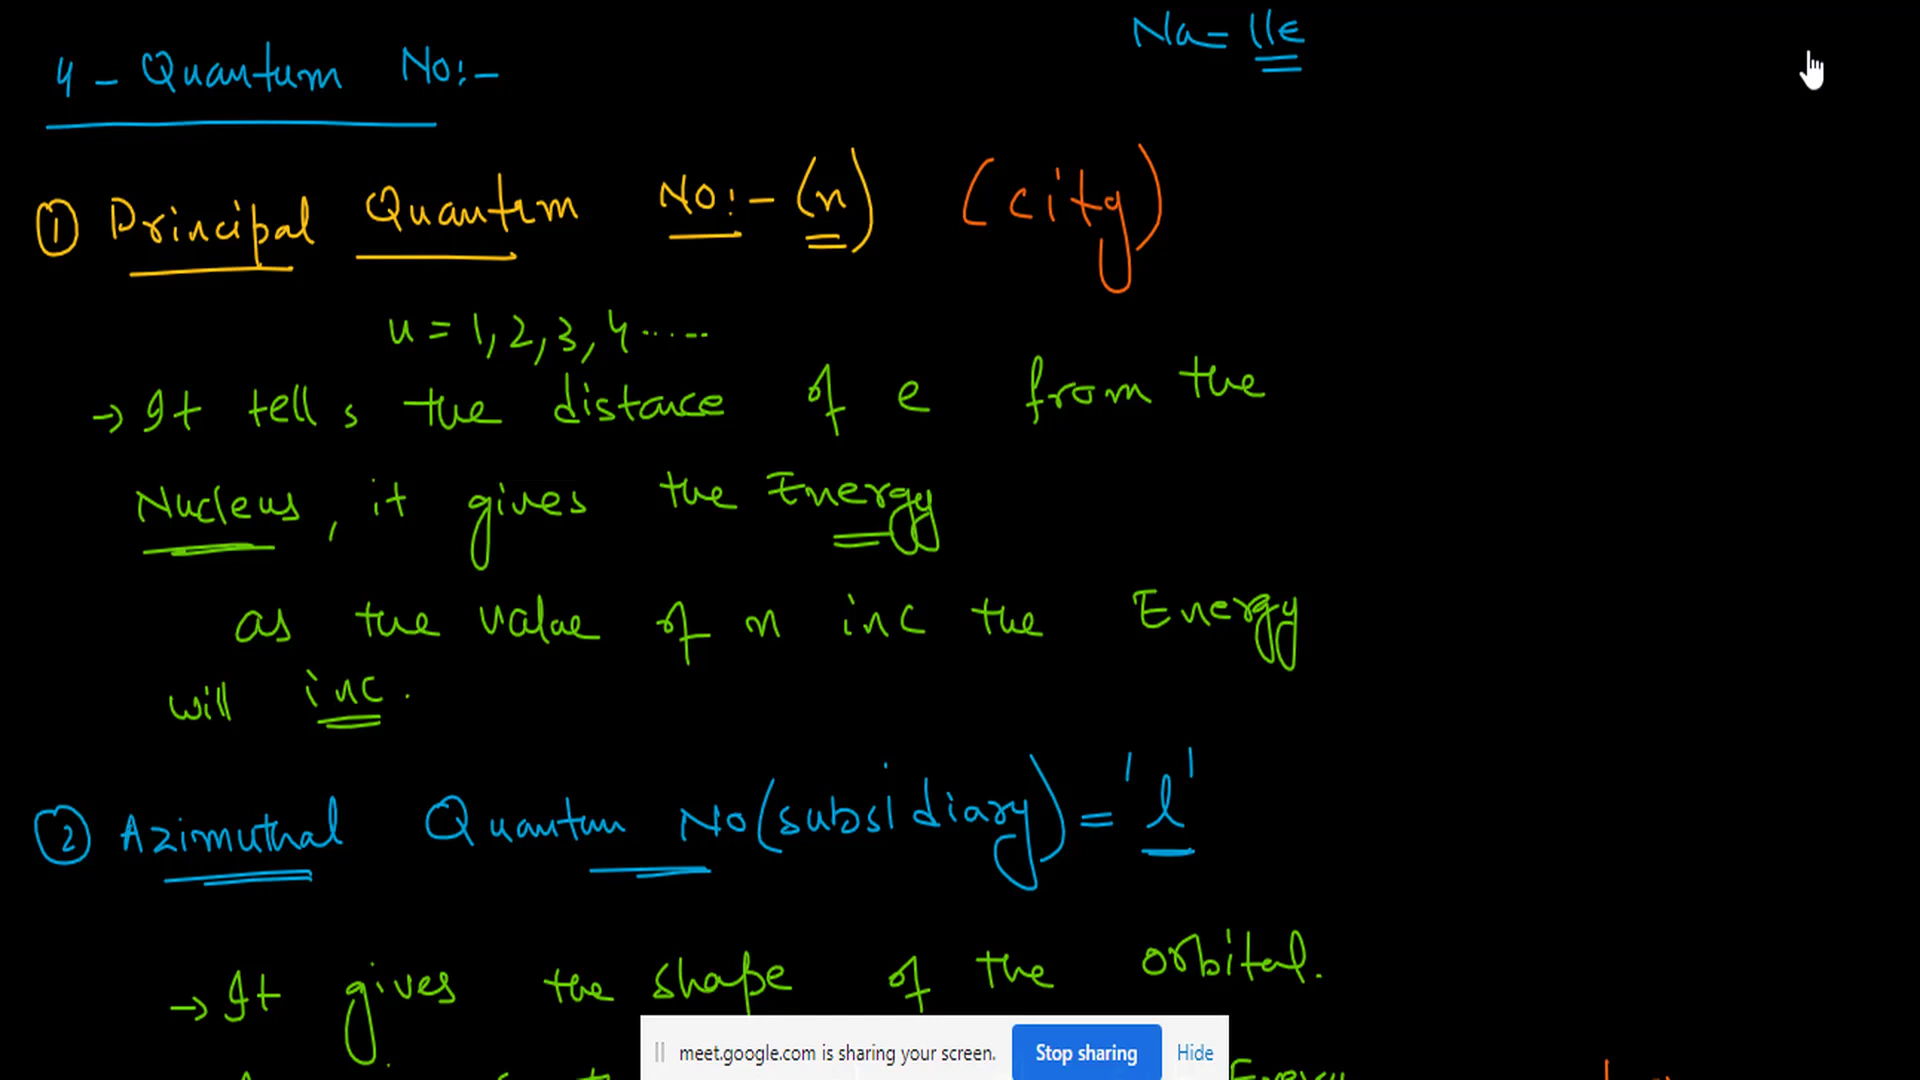 Na = 11e
4 - Quantum No:-
① Principal Quantum No:- (n) (city)
n = 1, 2, 3, 4 ......
→ It tells the distance of e from the
Nucleus, it gives the Energy
as the value of n inc the Energy
will inc.
② Azimuthal Quantum No (subsidiary) = 'l'
→ It gives the shape of the orbital.
meet.google.com is sharing your screen. Stop sharing Hide
Energy